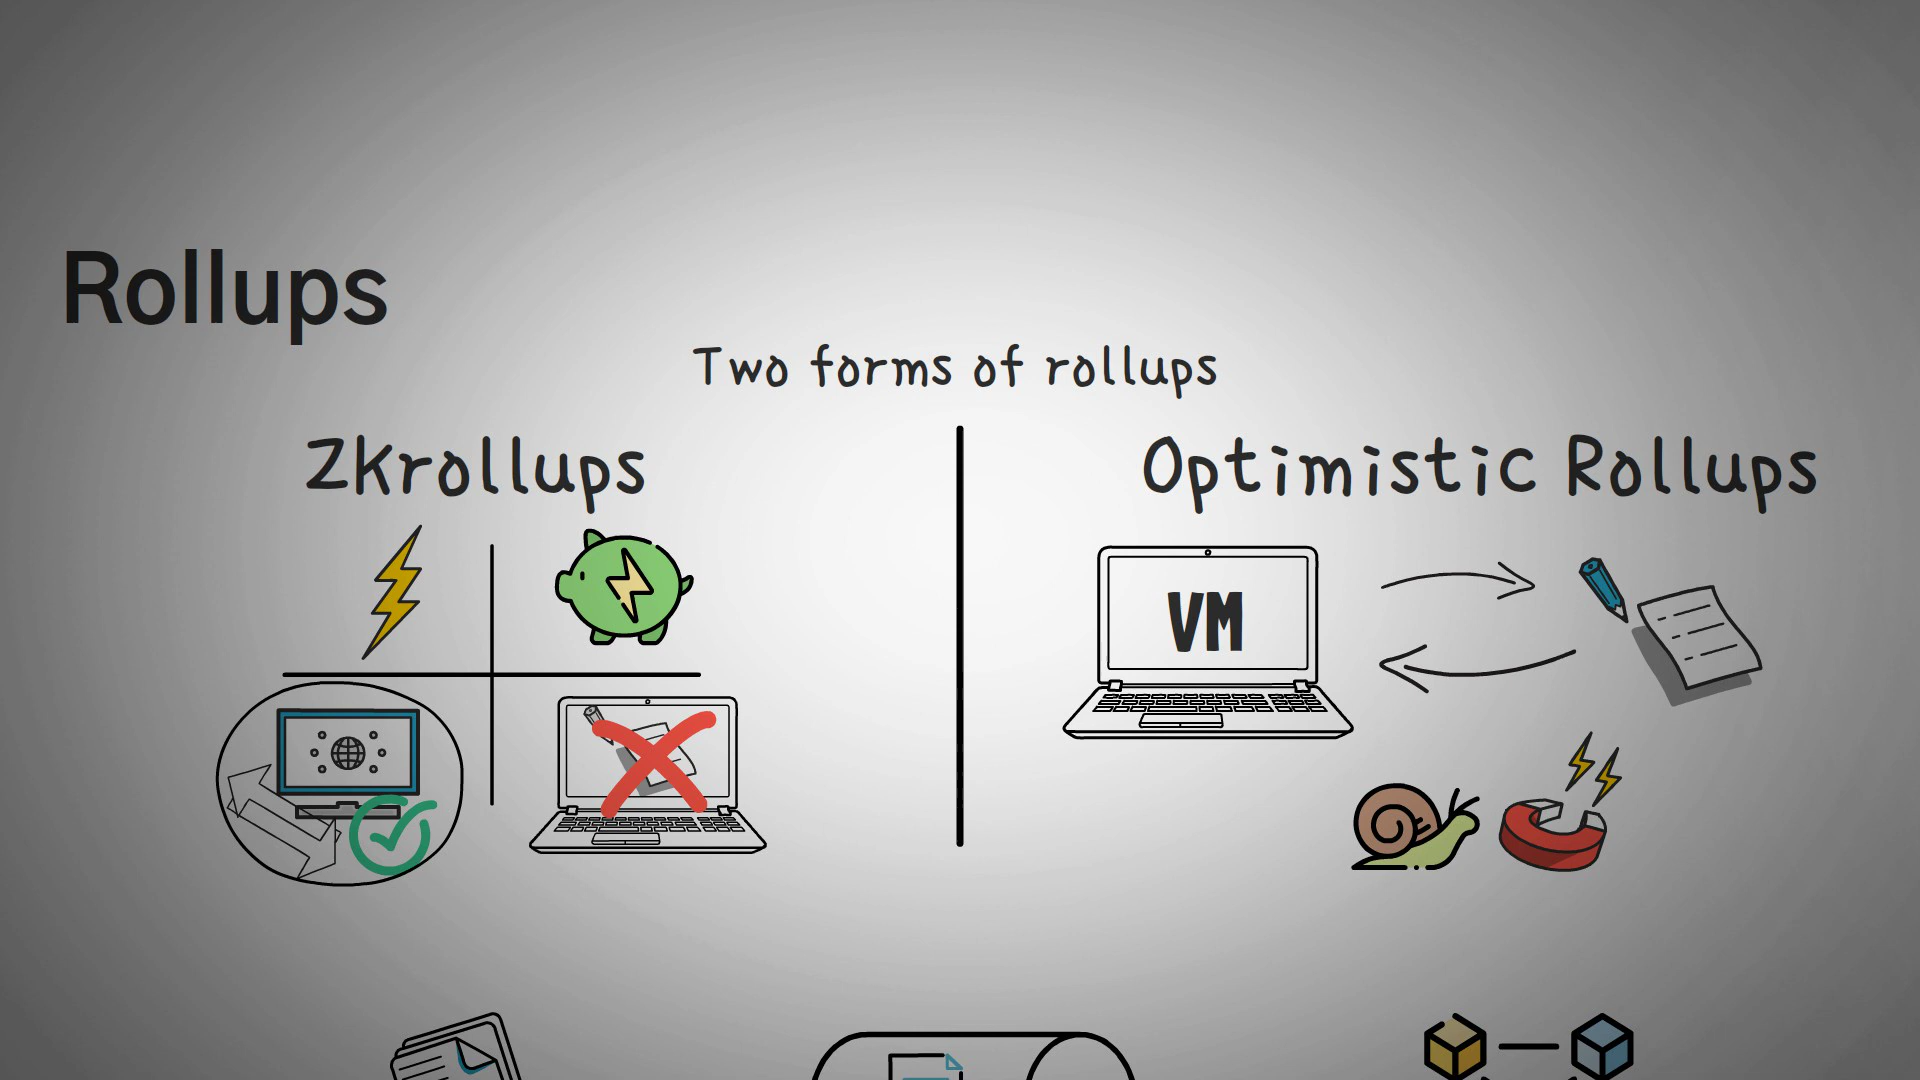 Rollups
Two forms of rollups
Zkrollups
Optimistic Rollups
VM